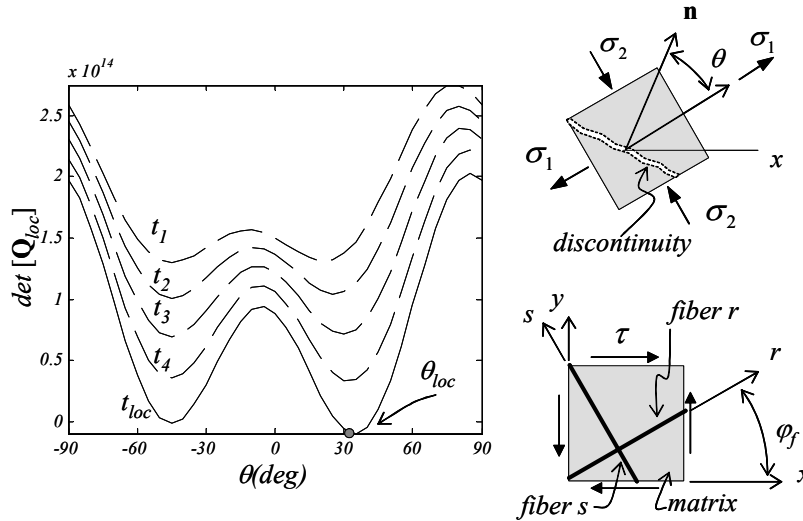 x 10^14
2.5
2
1.5
1
0.5
0
-90 -60 -30 0 30 60 90
θ(deg)
det [Q_loc]
t_1
t_2
t_3
t_4
t_loc
θ_loc
n
σ_1
σ_2
θ
x
σ_1
σ_2
discontinuity
s
y
fiber r
τ
r
φ_f
x
fiber s
matrix